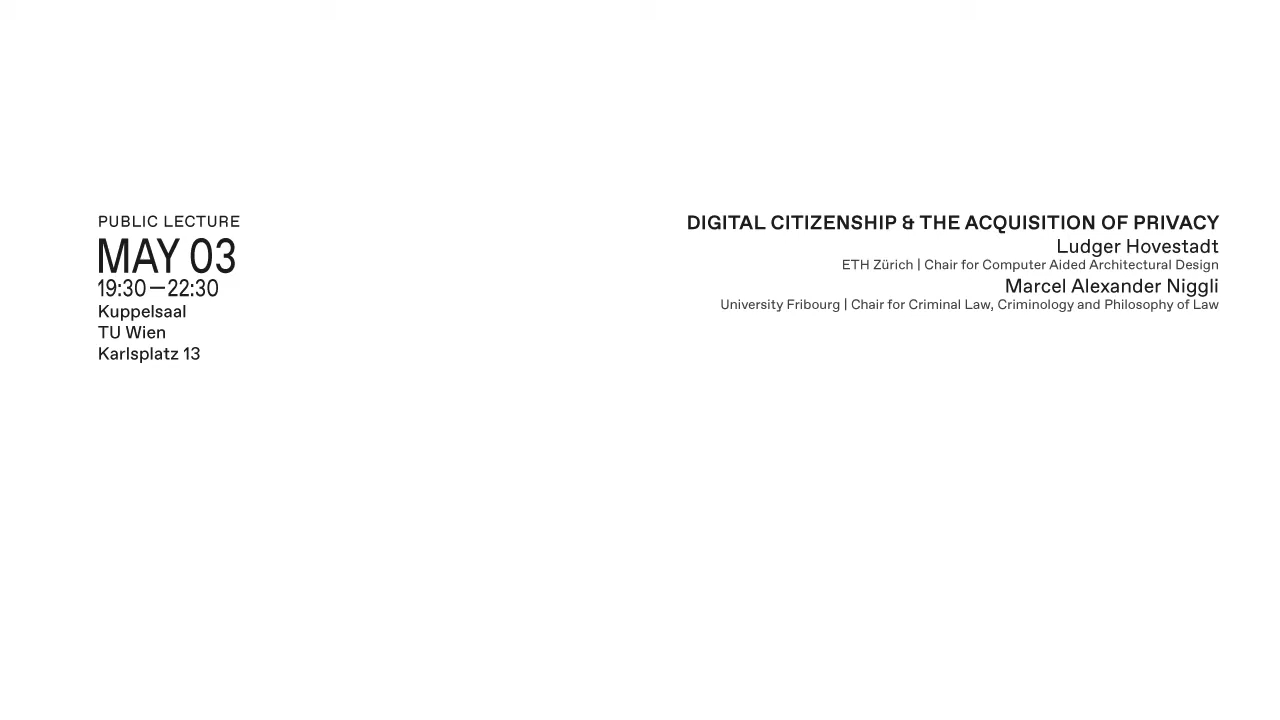 PUBLIC LECTURE
MAY 03
19:30—22:30
Kuppelsaal
TU Wien
Karlsplatz 13
DIGITAL CITIZENSHIP & THE ACQUISITION OF PRIVACY
Ludger Hovestadt
ETH Zürich | Chair for Computer Aided Architectural Design
Marcel Alexander Niggli
University Fribourg | Chair for Criminal Law, Criminology and Philosophy of Law